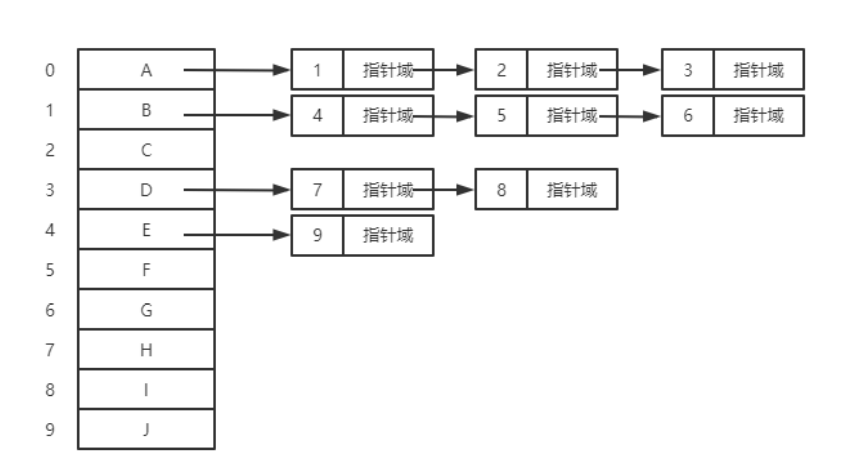 0 A 1 指针域 2 指针域 3 指针域
1 B 4 指针域 5 指针域 6 指针域
2 C
3 D 7 指针域 8 指针域
4 E 9 指针域
5 F
6 G
7 H
8 I
9 J